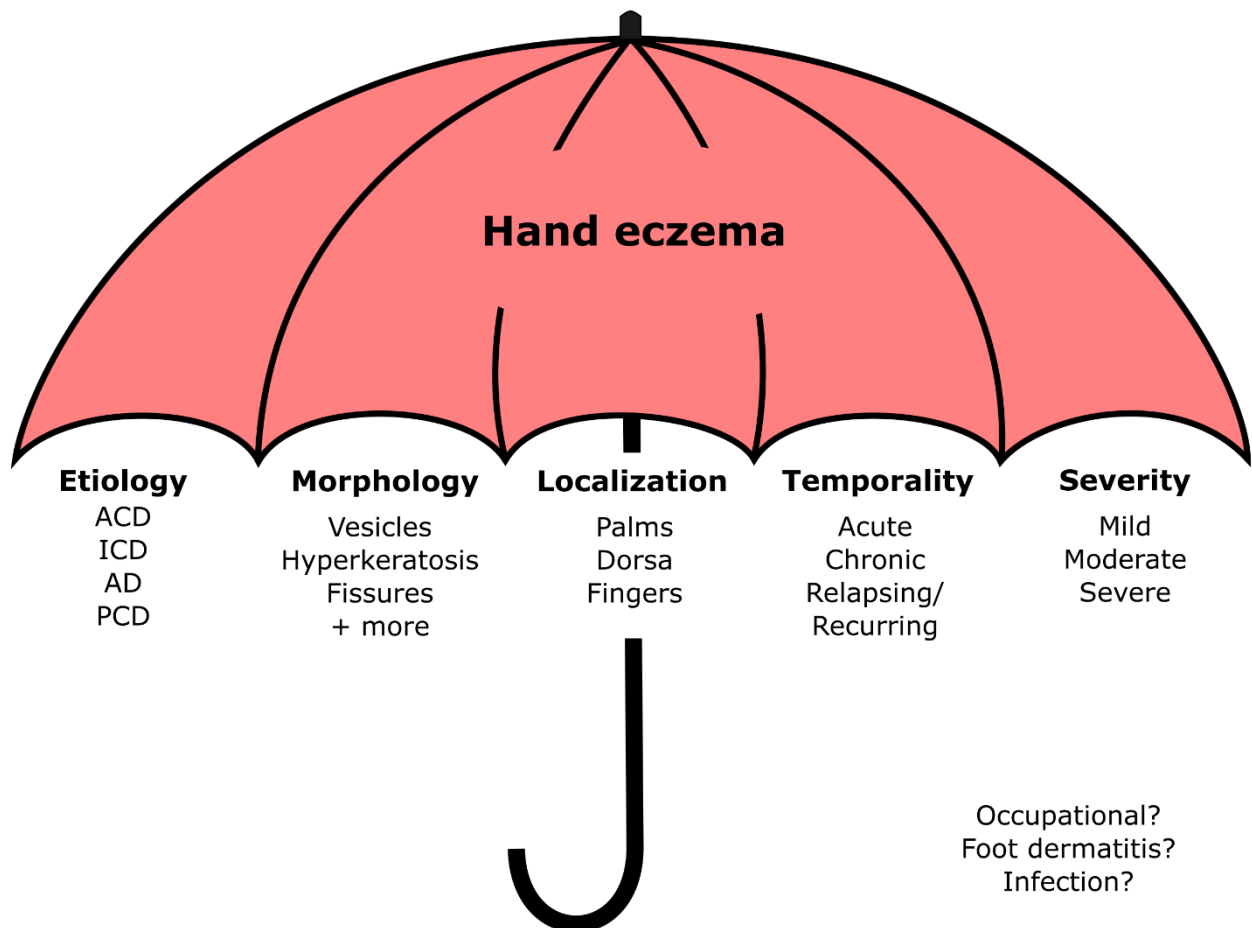 Hand eczema
Etiology
ACD
ICD
AD
PCD
Morphology
Vesicles
Hyperkeratosis
Fissures
+ more
Localization
Palms
Dorsa
Fingers
Temporality
Acute
Chronic
Relapsing/
Recurring
Severity
Mild
Moderate
Severe
Occupational?
Foot dermatitis?
Infection?